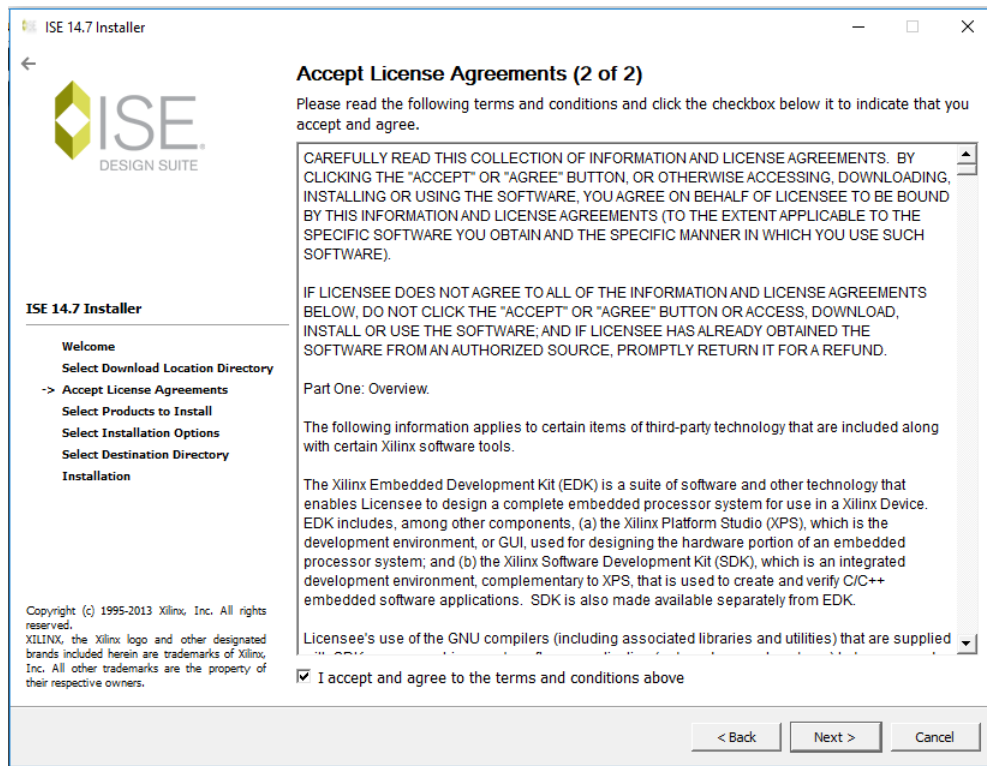 ISE 14.7 Installer
ISE.
DESIGN SUITE
ISE 14.7 Installer
Welcome
Select Download Location Directory
-> Accept License Agreements
Select Products to Install
Select Installation Options
Select Destination Directory
Installation
Copyright (c) 1995-2013 Xilinx, Inc. All rights
reserved.
XILINX, the Xilinx logo and other designated
brands included herein are trademarks of Xilinx,
Inc. All other trademarks are the property of
their respective owners.
Accept License Agreements (2 of 2)
Please read the following terms and conditions and click the checkbox below it to indicate that you
accept and agree.
CAREFULLY READ THIS COLLECTION OF INFORMATION AND LICENSE AGREEMENTS. BY
CLICKING THE "ACCEPT" OR "AGREE" BUTTON, OR OTHERWISE ACCESSING, DOWNLOADING,
INSTALLING OR USING THE SOFTWARE, YOU AGREE ON BEHALF OF LICENSEE TO BE BOUND
BY THIS INFORMATION AND LICENSE AGREEMENTS (TO THE EXTENT APPLICABLE TO THE
SPECIFIC SOFTWARE YOU OBTAIN AND THE SPECIFIC MANNER IN WHICH YOU USE SUCH
SOFTWARE).
IF LICENSEE DOES NOT AGREE TO ALL OF THE INFORMATION AND LICENSE AGREEMENTS
BELOW, DO NOT CLICK THE "ACCEPT" OR "AGREE" BUTTON OR ACCESS, DOWNLOAD,
INSTALL OR USE THE SOFTWARE; AND IF LICENSEE HAS ALREADY OBTAINED THE
SOFTWARE FROM AN AUTHORIZED SOURCE, PROMPTLY RETURN IT FOR A REFUND.
Part One: Overview.
The following information applies to certain items of third-party technology that are included along
with certain Xilinx software tools.
The Xilinx Embedded Development Kit (EDK) is a suite of software and other technology that
enables Licensee to design a complete embedded processor system for use in a Xilinx Device.
EDK includes, among other components, (a) the Xilinx Platform Studio (XPS), which is the
development environment, or GUI, used for designing the hardware portion of an embedded
processor system; and (b) the Xilinx Software Development Kit (SDK), which is an integrated
development environment, complementary to XPS, that is used to create and verify C/C++
embedded software applications. SDK is also made available separately from EDK.
Licensee's use of the GNU compilers (including associated libraries and utilities) that are supplied
I accept and agree to the terms and conditions above
< Back
Next >
Cancel